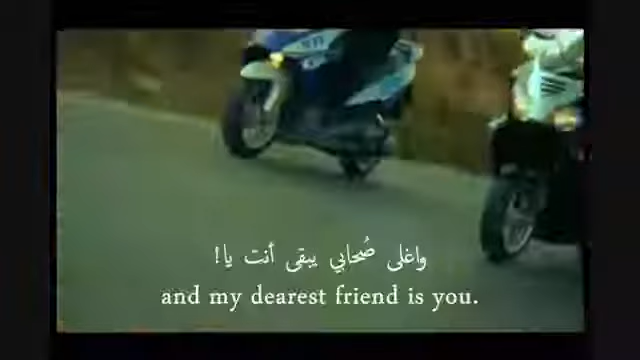 واغلى صُحابي يبقى أنت يا!
and my dearest friend is you.